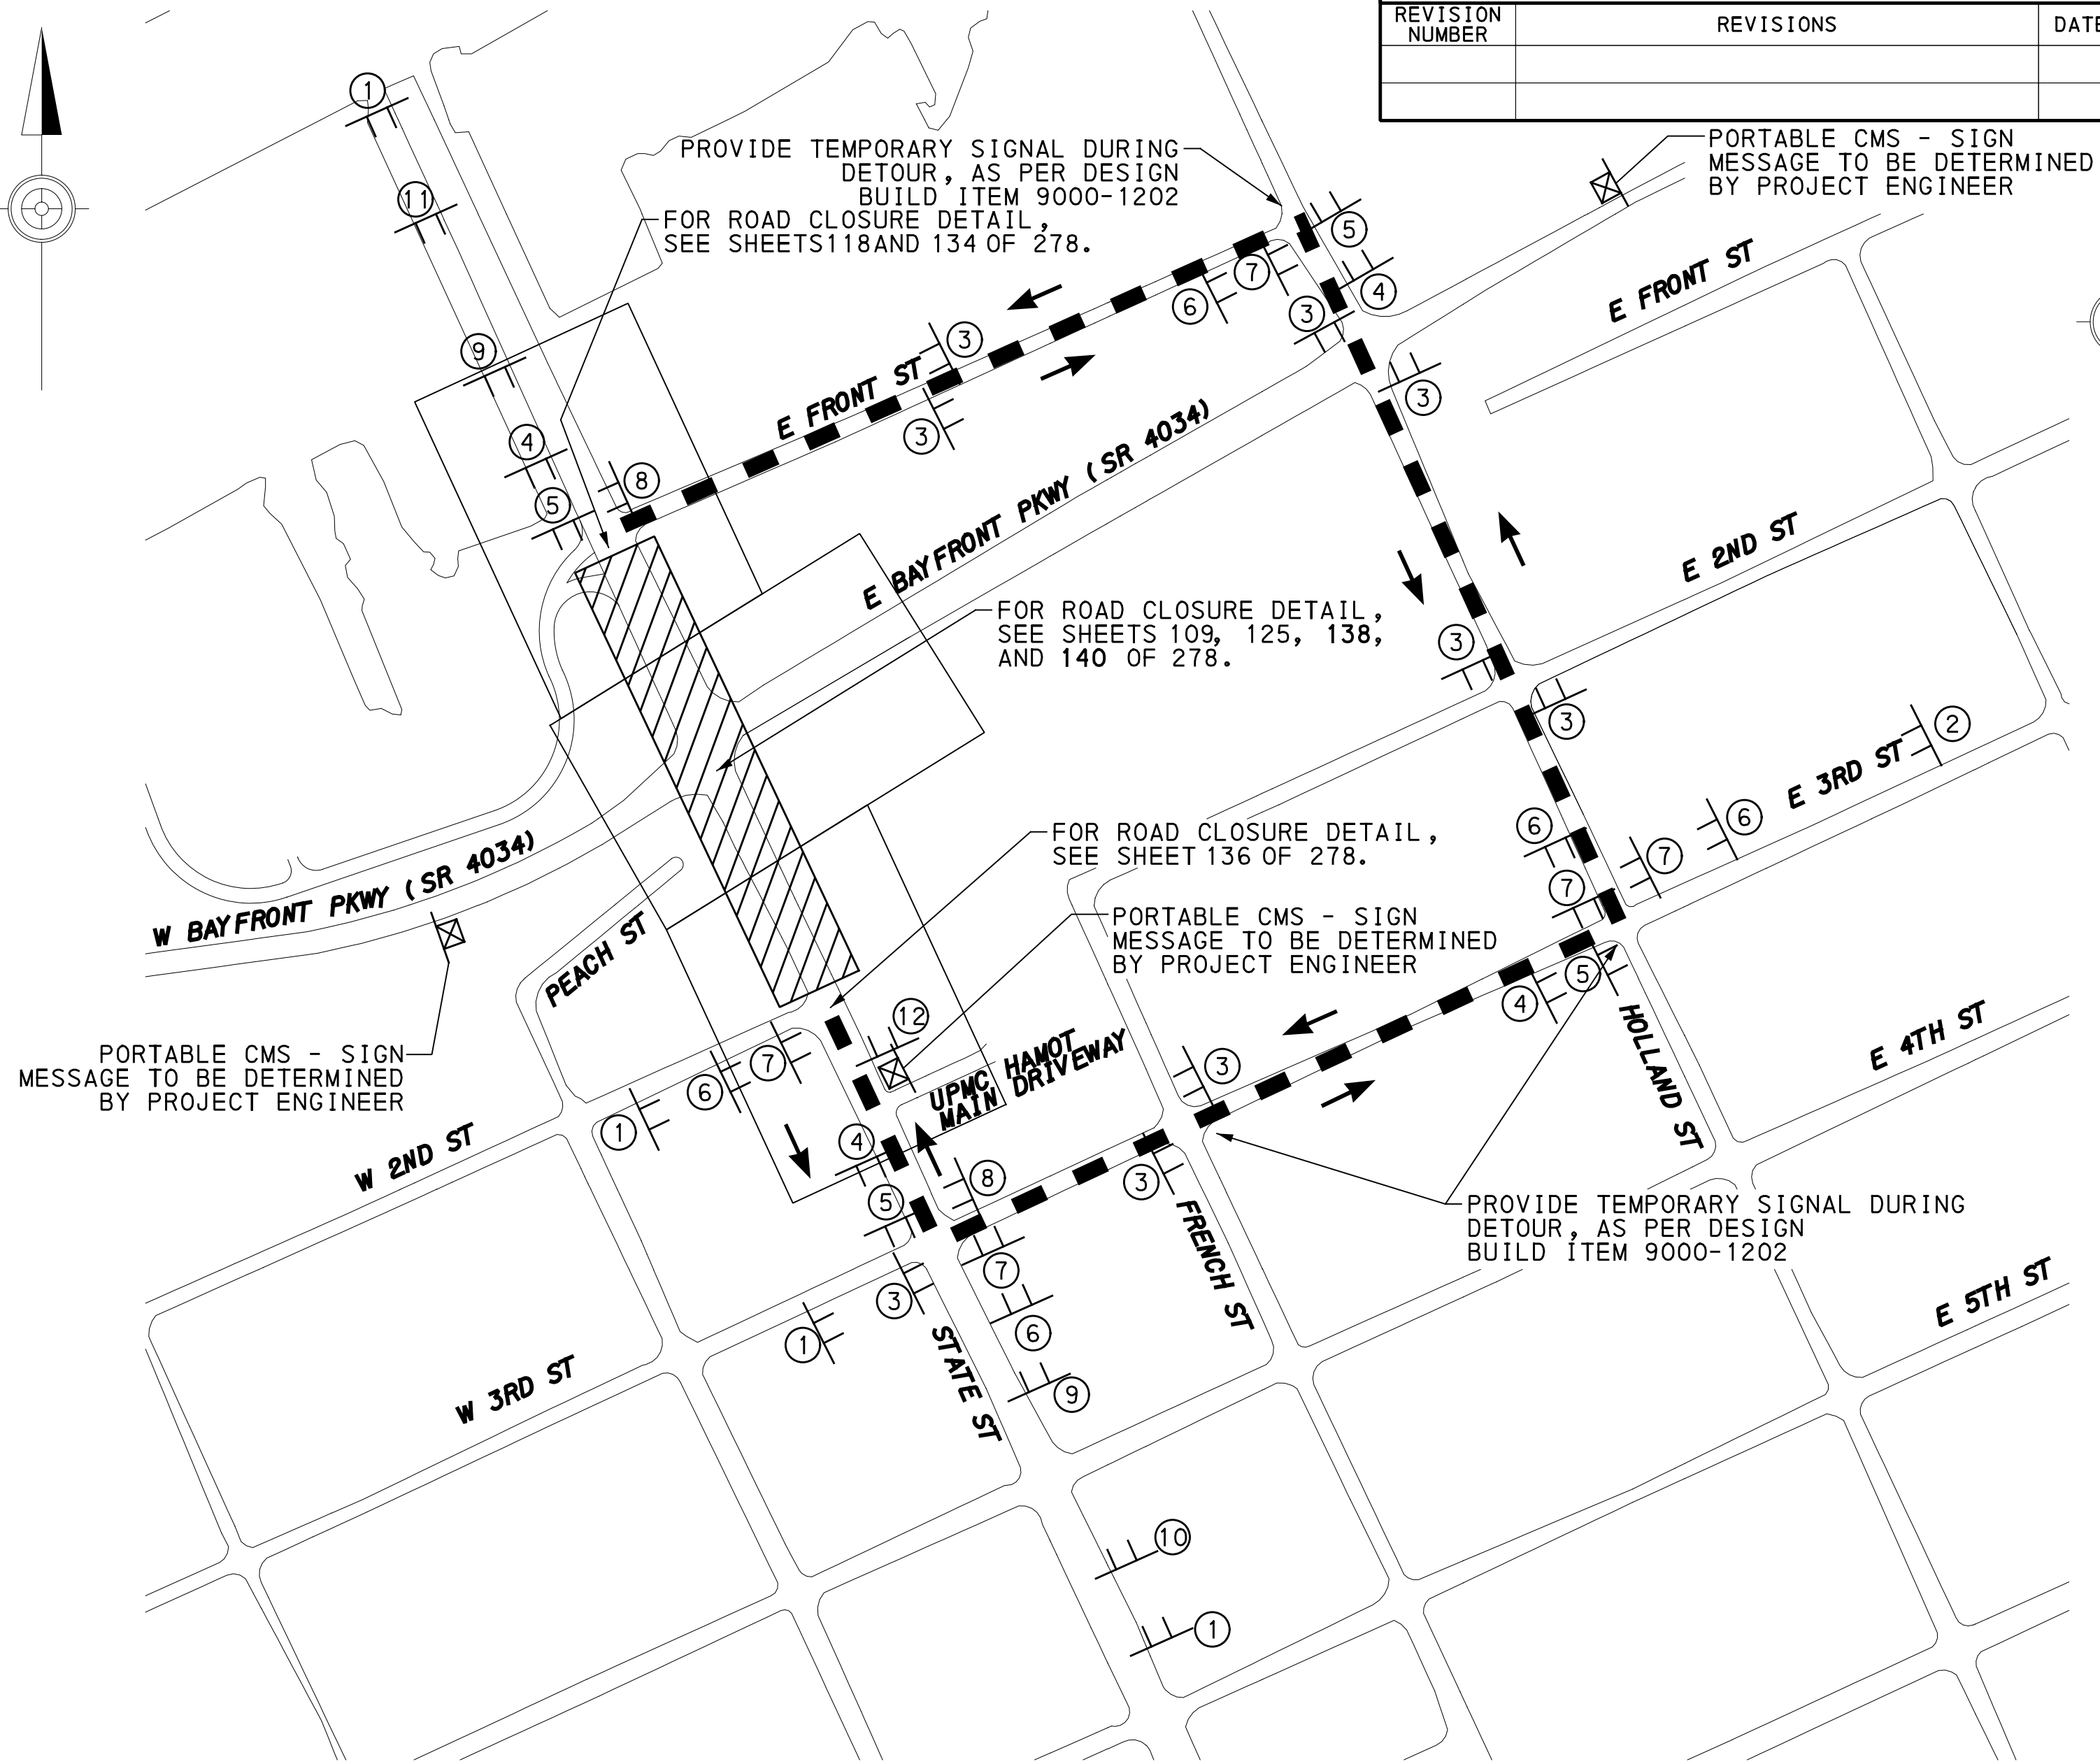 REVISION
NUMBER
REVISIONS
DATE
1
11
PROVIDE TEMPORARY SIGNAL DURING
DETOUR, AS PER DESIGN
BUILD ITEM 9000-1202
FOR ROAD CLOSURE DETAIL,
SEE SHEETS118AND 134 OF 278.
PORTABLE CMS - SIGN
MESSAGE TO BE DETERMINED
BY PROJECT ENGINEER
5
4
7
6
3
E FRONT ST
9
3
3
3
E FRONT ST
4
5
8
E BAYFRONT PKWY (SR 4034)
E 2ND ST
FOR ROAD CLOSURE DETAIL,
SEE SHEETS 109, 125, 138,
AND 140 OF 278.
3
3
2
E 3RD ST
6
6
7
7
W BAYFRONT PKWY (SR 4034)
FOR ROAD CLOSURE DETAIL,
SEE SHEET 136 OF 278.
PEACH ST
PORTABLE CMS - SIGN
MESSAGE TO BE DETERMINED
BY PROJECT ENGINEER
5
4
HOLLAND ST
E 4TH ST
PORTABLE CMS - SIGN
MESSAGE TO BE DETERMINED
BY PROJECT ENGINEER
12
7
6
1
UPMC HAMOT
MAIN DRIVEWAY
3
W 2ND ST
4
5
8
3
FRENCH ST
PROVIDE TEMPORARY SIGNAL DURING
DETOUR, AS PER DESIGN
BUILD ITEM 9000-1202
7
3
1
6
9
STATE ST
E 5TH ST
W 3RD ST
10
1